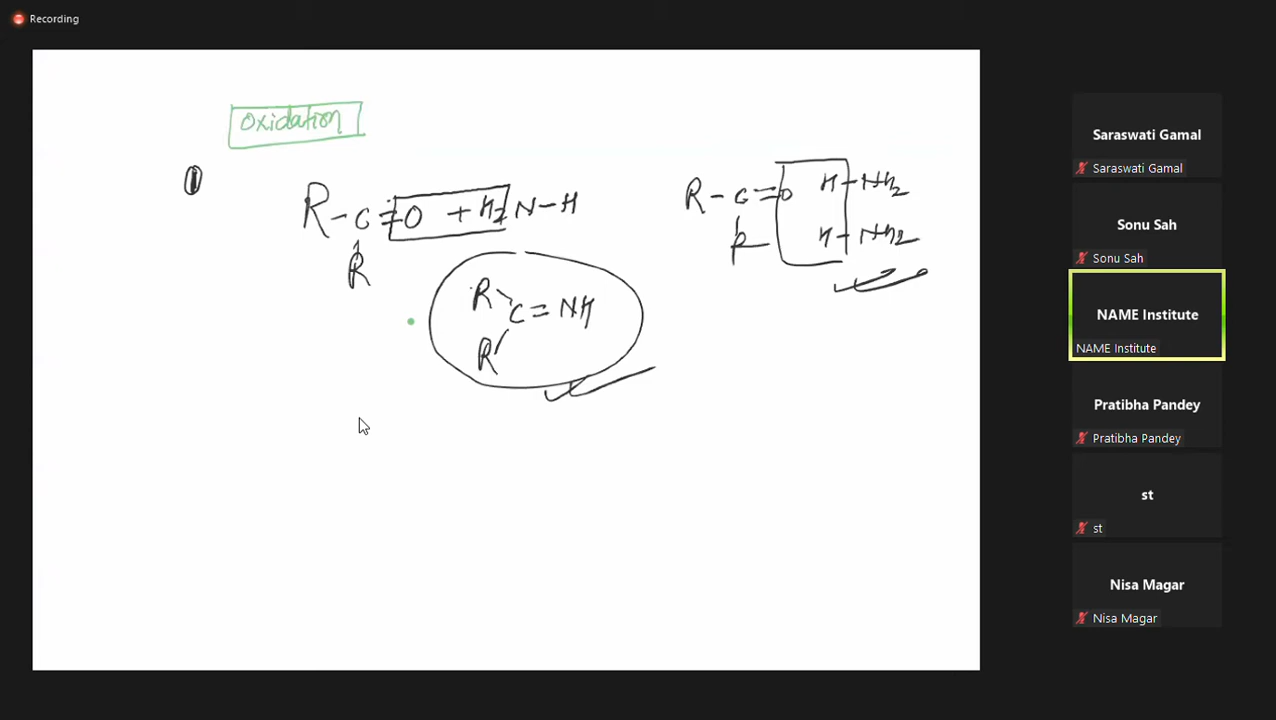 Recording
Oxidation
1
R-C=O + H2N-H
R
R
C=NH
R'
R-C=O H-NH2
R H-NH2
Saraswati Gamal
Saraswati Gamal
Sonu Sah
Sonu Sah
NAME Institute
NAME Institute
Pratibha Pandey
Pratibha Pandey
st
st
Nisa Magar
Nisa Magar